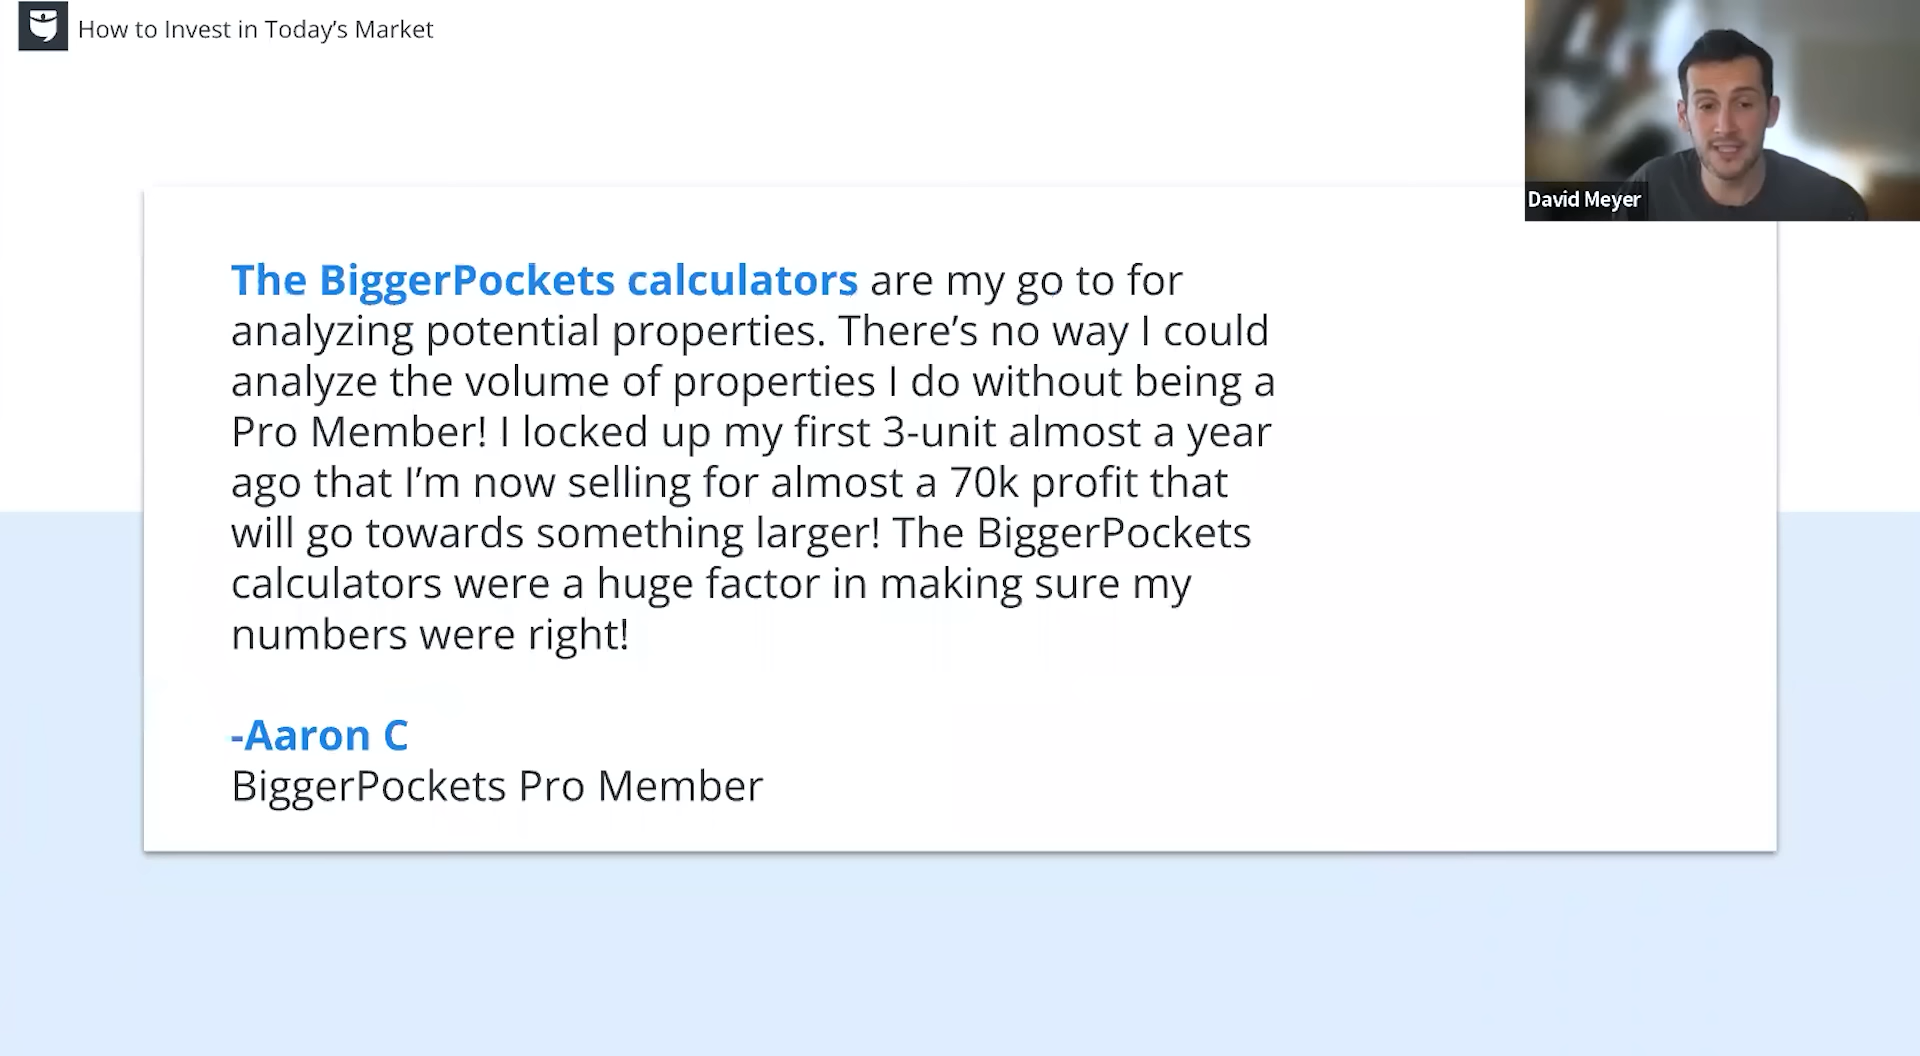 How to Invest in Today’s Market
David Meyer
The BiggerPockets calculators are my go to for
analyzing potential properties. There’s no way I could
analyze the volume of properties I do without being a
Pro Member! I locked up my first 3-unit almost a year
ago that I’m now selling for almost a 70k profit that
will go towards something larger! The BiggerPockets
calculators were a huge factor in making sure my
numbers were right!
-Aaron C
BiggerPockets Pro Member